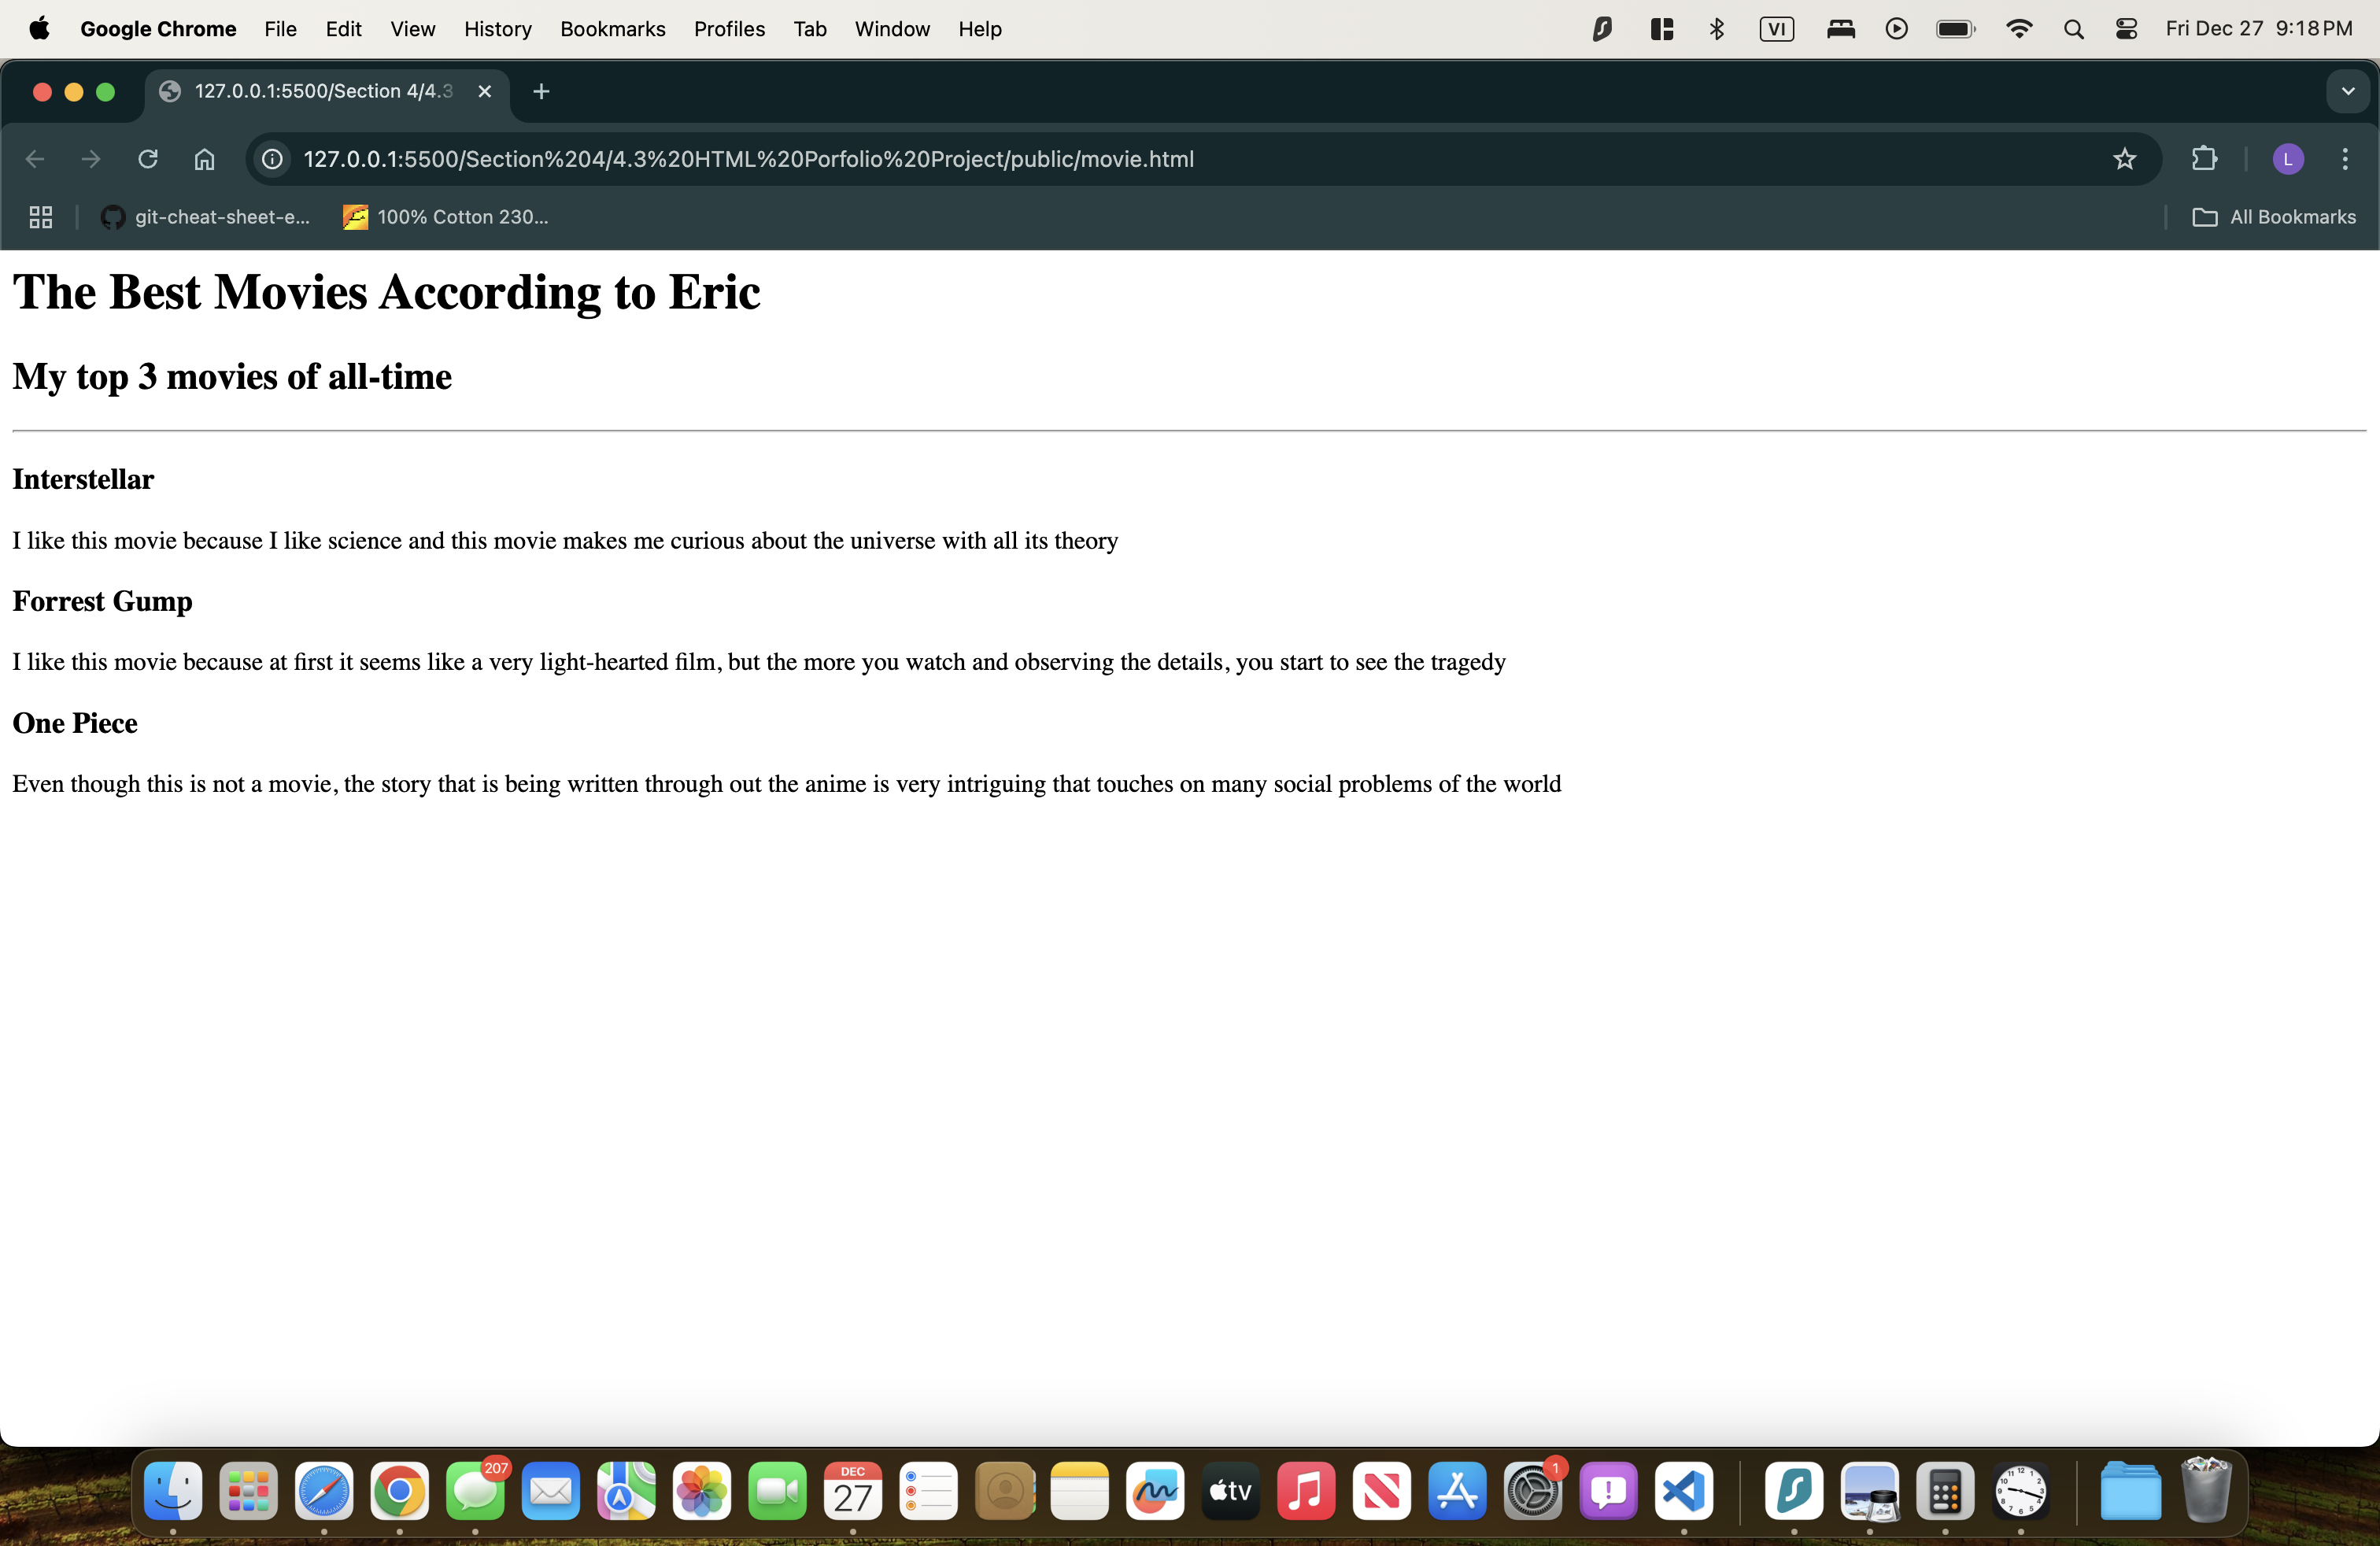 Google Chrome File Edit View History Bookmarks Profiles Tab Window Help VI Fri Dec 27 9:18 PM
127.0.0.1:5500/Section 4/4.3
127.0.0.1:5500/Section%204/4.3%20HTML%20Porfolio%20Project/public/movie.html L
git-cheat-sheet-e... 100% Cotton 230... All Bookmarks
The Best Movies According to Eric
My top 3 movies of all-time
Interstellar
I like this movie because I like science and this movie makes me curious about the universe with all its theory
Forrest Gump
I like this movie because at first it seems like a very light-hearted film, but the more you watch and observing the details, you start to see the tragedy
One Piece
Even though this is not a movie, the story that is being written through out the anime is very intriguing that touches on many social problems of the world
207 DEC 27 tv 1